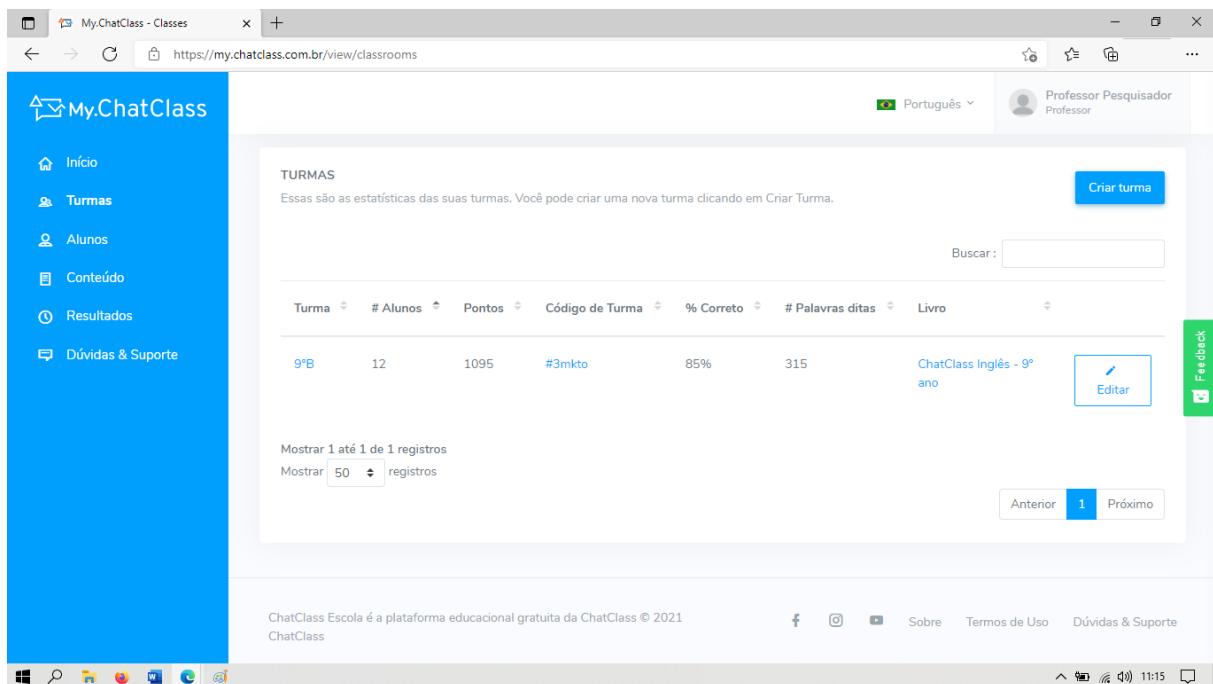 My.ChatClass - Classes
https://my.chatclass.com.br/view/classrooms
My.ChatClass
Português
Professor Pesquisador
Professor
Início
Turmas
Alunos
Conteúdo
Resultados
Dúvidas & Suporte
TURMAS
Essas são as estatísticas das suas turmas. Você pode criar uma nova turma clicando em Criar Turma.
Criar turma
Buscar :
Turma # Alunos Pontos Código de Turma % Correto # Palavras ditas Livro
9ºB 12 1095 #3mkto 85% 315 ChatClass Inglês - 9º
ano
Editar
Mostrar 1 até 1 de 1 registros
Mostrar 50 registros
Anterior 1 Próximo
Feedback
ChatClass Escola é a plataforma educacional gratuita da ChatClass © 2021
ChatClass
Sobre Termos de Uso Dúvidas & Suporte
11:15